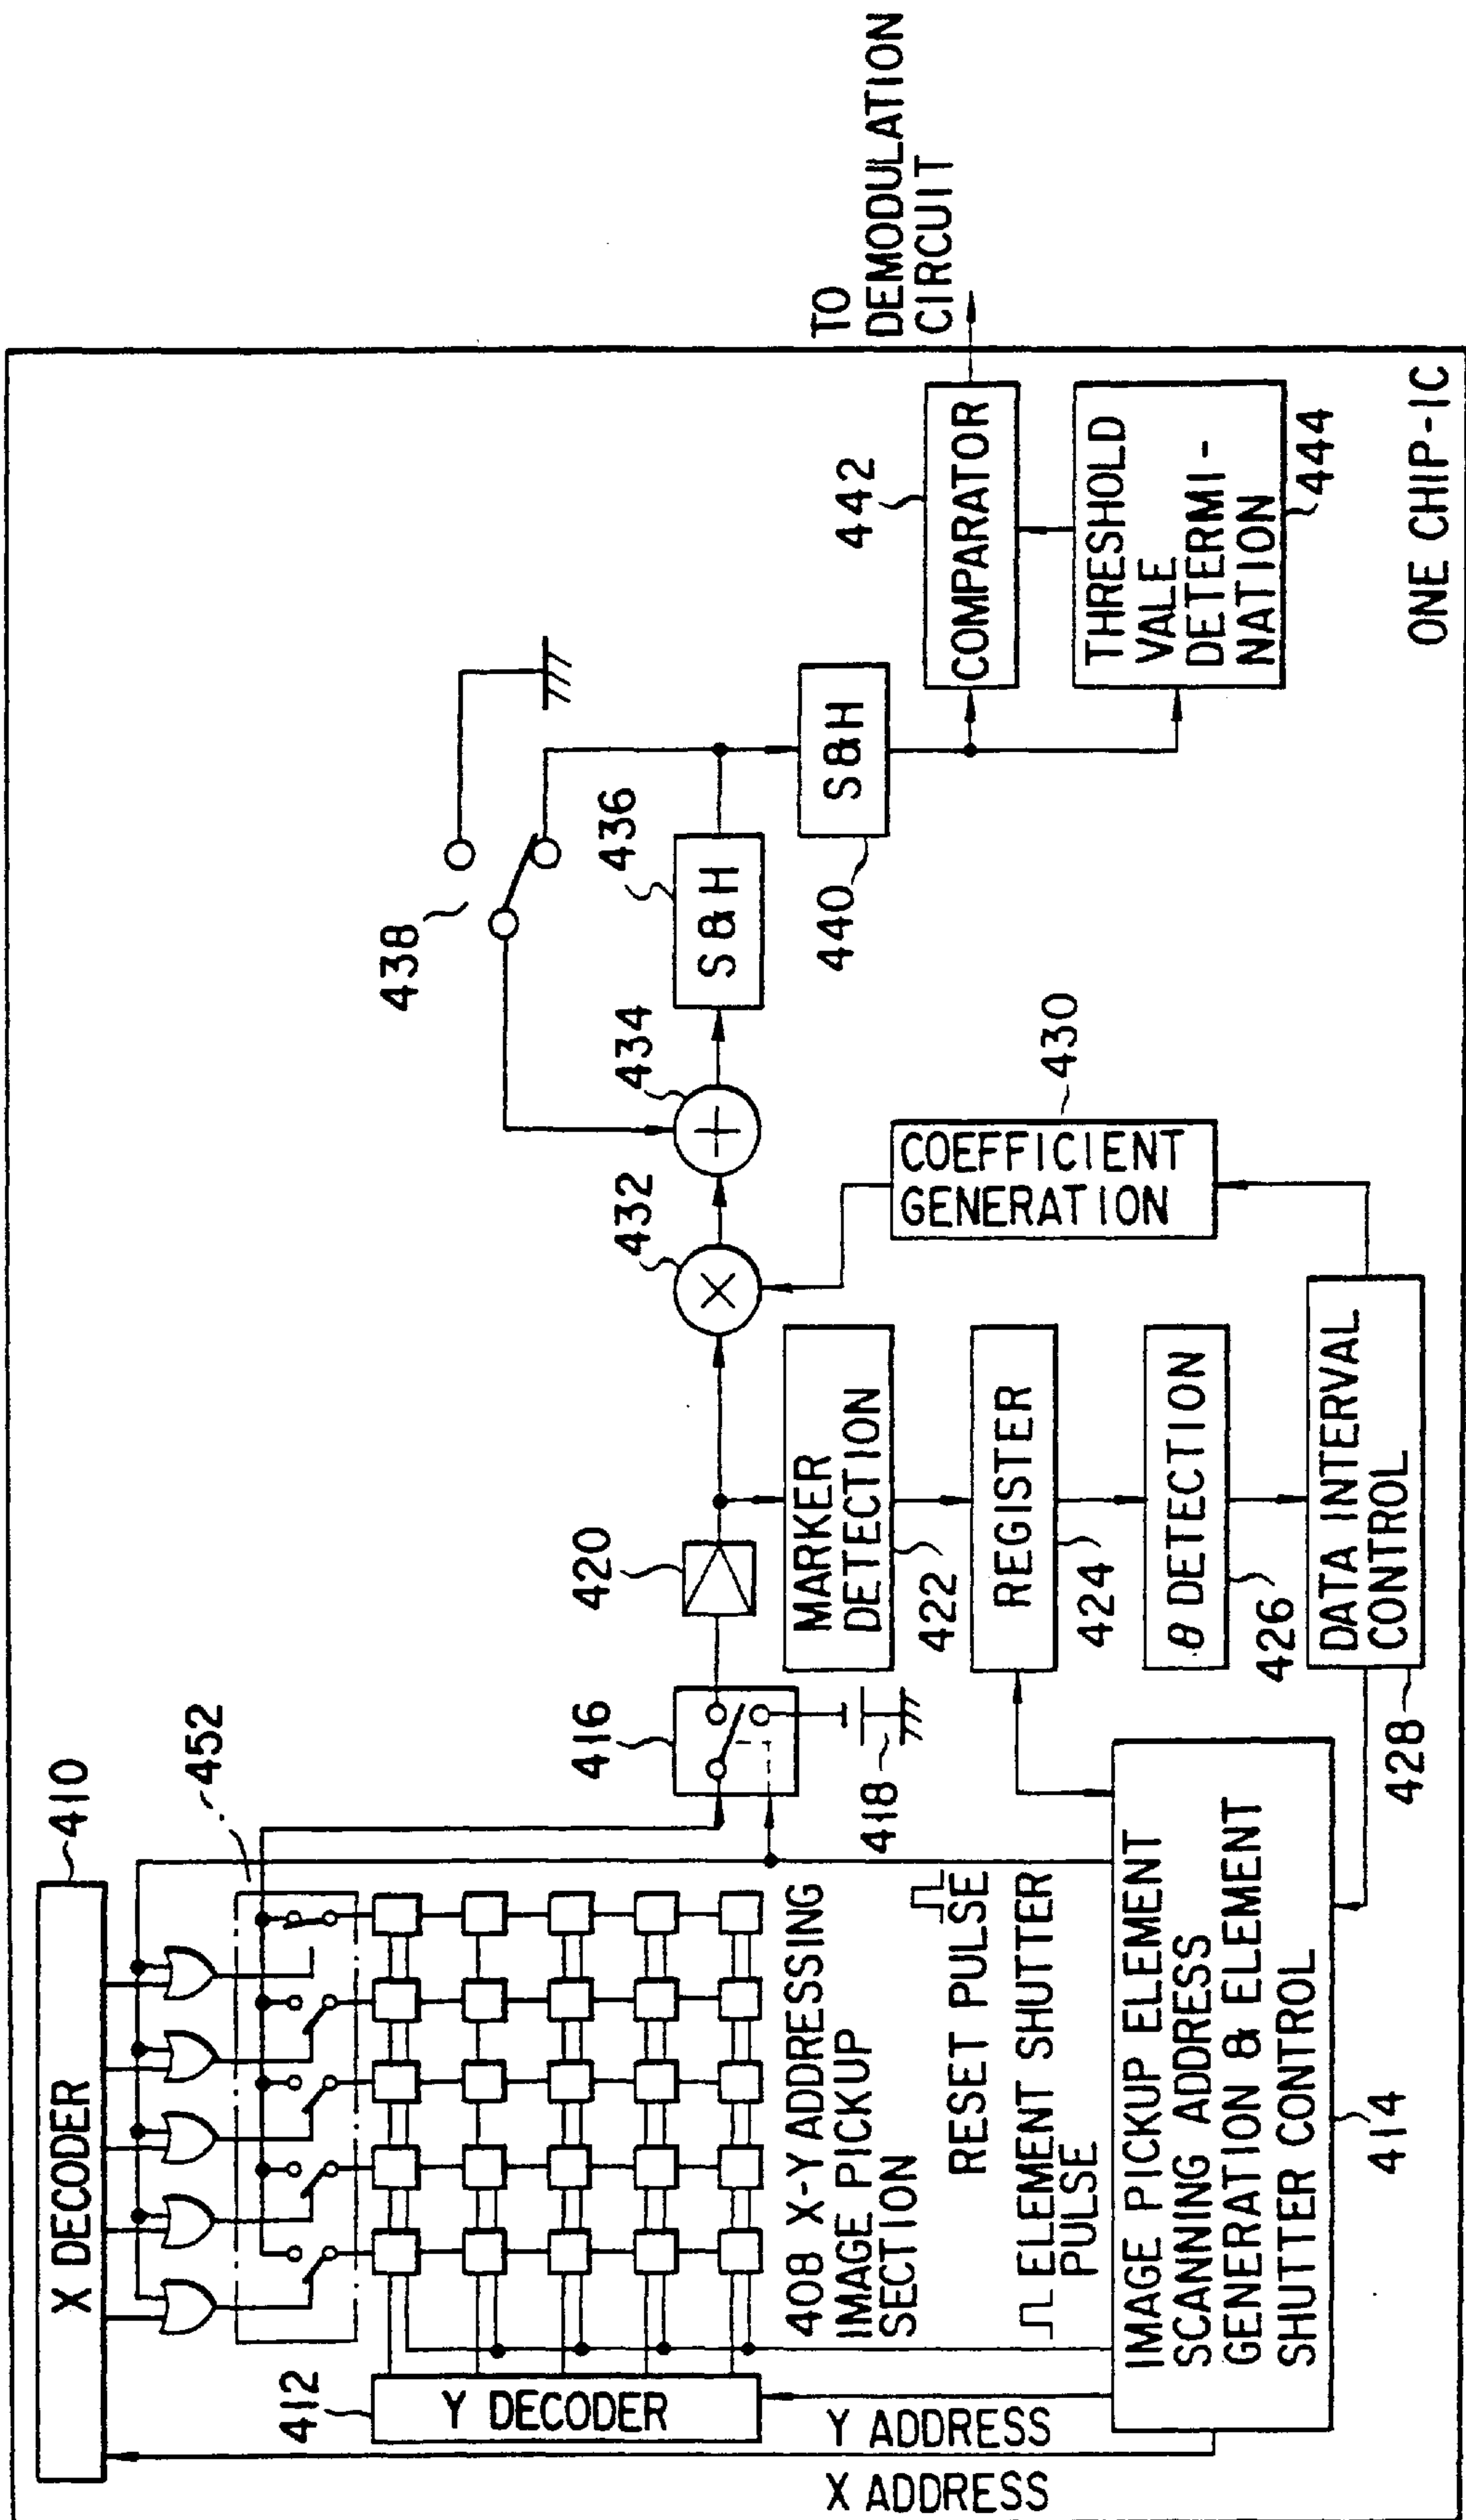 410
X DECODER
452
412
Y DECODER
408 X-Y ADDRESSING
IMAGE PICKUP
SECTION
RESET PULSE
ELEMENT SHUTTER
PULSE
Y ADDRESS
X ADDRESS
IMAGE PICKUP ELEMENT
SCANNING ADDRESS
GENERATION & ELEMENT
SHUTTER CONTROL
414
416
418
420
MARKER
DETECTION
422
REGISTER
424
θ DETECTION
426
DATA INTERVAL
CONTROL
428
432
×
434
+
COEFFICIENT
GENERATION
430
438
436
S&H
S&H
440
442
COMPARATOR
THRESHOLD
VALE
DETERMI-
NATION
444
ONE CHIP-IC
TO
DEMODULATION
CIRCUIT